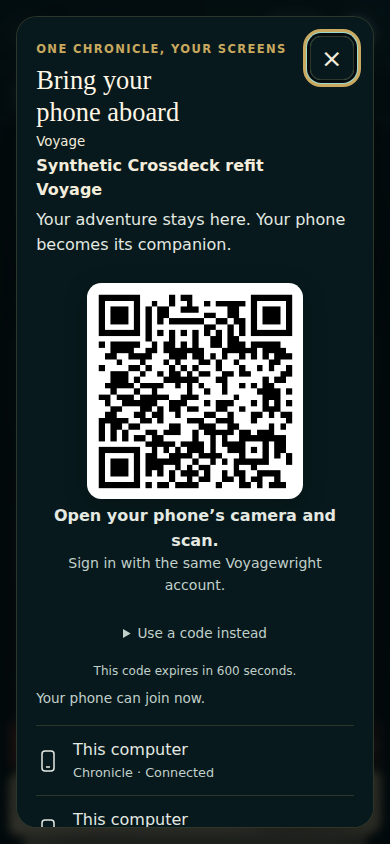 ONE CHRONICLE, YOUR SCREENS
Bring your
phone aboard
Voyage
Synthetic Crossdeck refit
Voyage
Your adventure stays here. Your phone
becomes its companion.
Open your phone’s camera and
scan.
Sign in with the same Voyagewright
account.
Use a code instead
This code expires in 600 seconds.
Your phone can join now.
This computer
Chronicle · Connected
This computer